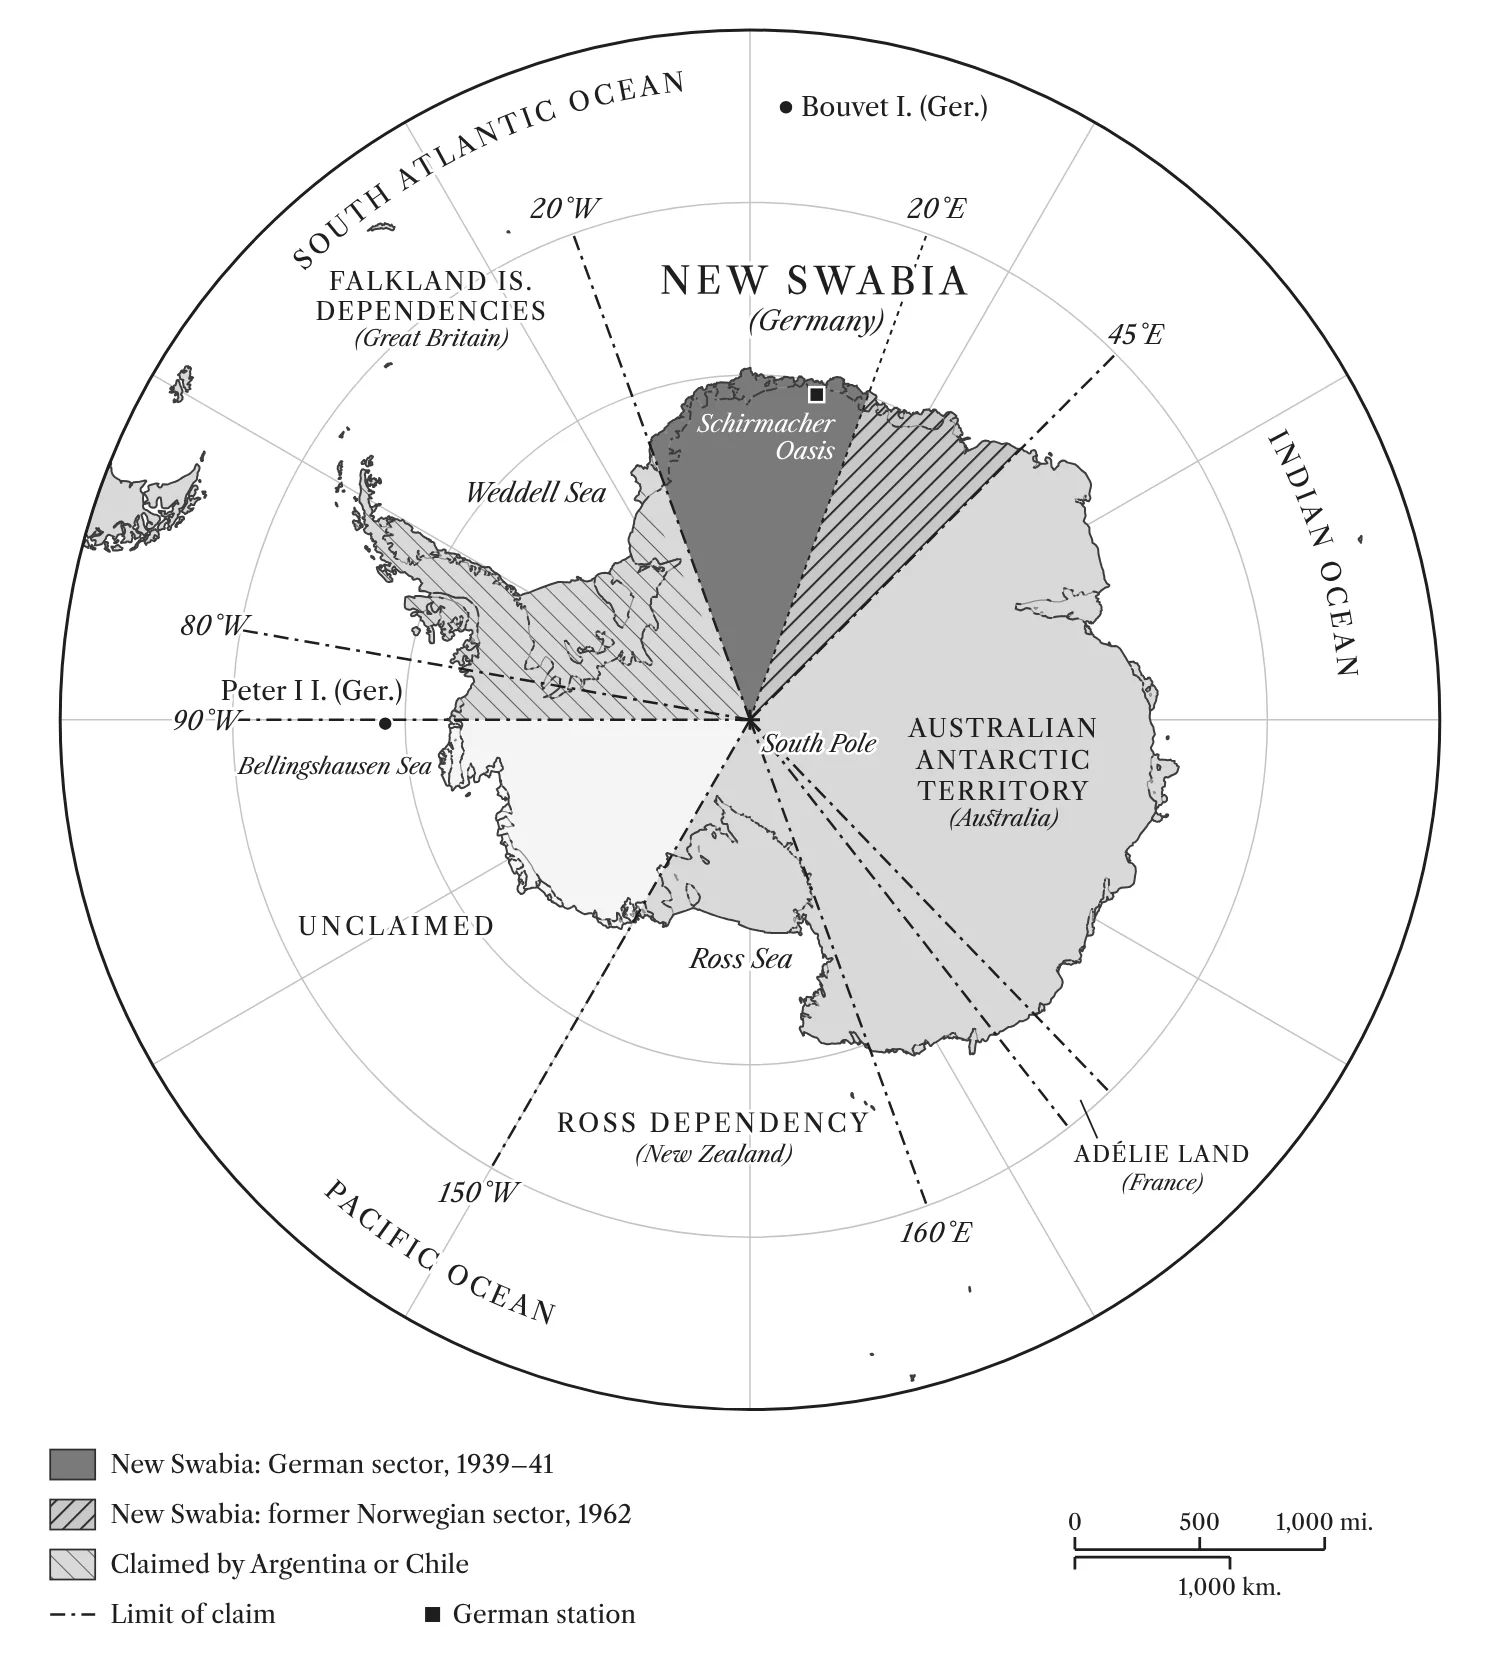 SOUTH ATLANTIC OCEAN
Bouvet I. (Ger.)
20°W
20°E
NEW SWABIA
(Germany)
FALKLAND IS.
DEPENDENCIES
(Great Britain)
45°E
Schirmacher
Oasis
Weddell Sea
INDIAN OCEAN
80°W
Peter I I. (Ger.)
90°W
Bellingshausen Sea
South Pole
AUSTRALIAN
ANTARCTIC
TERRITORY
(Australia)
UNCLAIMED
Ross Sea
ROSS DEPENDENCY
(New Zealand)
ADÉLIE LAND
(France)
150°W
160°E
PACIFIC OCEAN
New Swabia: German sector, 1939–41
New Swabia: former Norwegian sector, 1962
Claimed by Argentina or Chile
Limit of claim
German station
0 500 1,000 mi.
1,000 km.